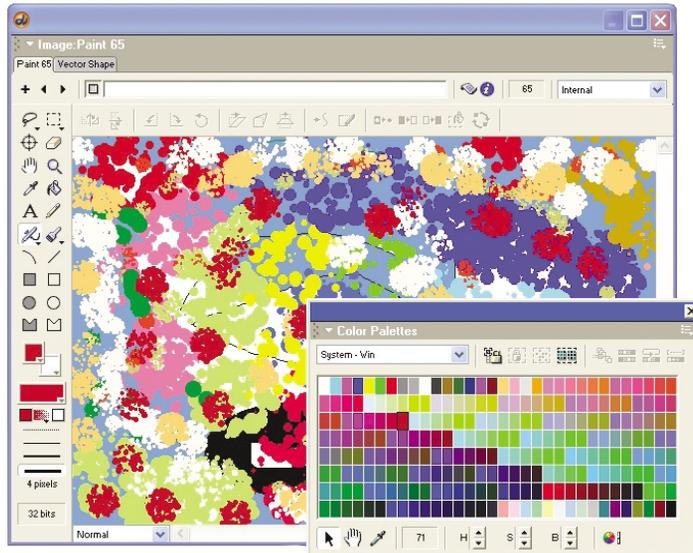 Image:Paint 65
Paint 65
Vector Shape
65
Internal
A
Color Palettes
System - Win
4 pixels
32 bits
Normal
71
H
S
B